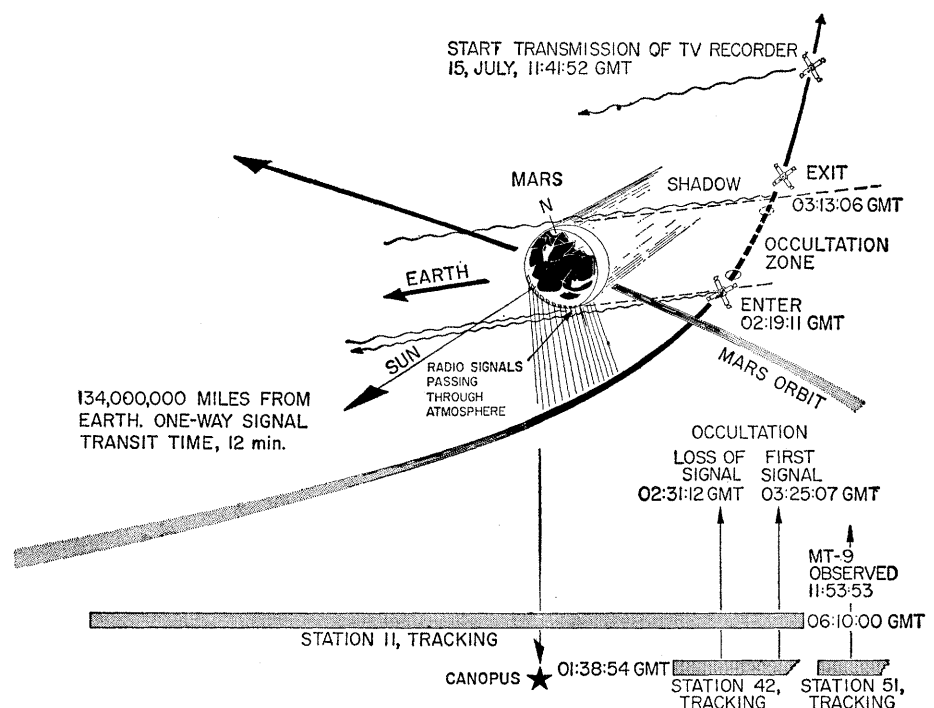 START TRANSMISSION OF TV RECORDER
15, JULY, 11:41:52 GMT
EXIT
03:13:06 GMT
MARS
N
SHADOW
OCCULTATION
ZONE
EARTH
ENTER
02:19:11 GMT
SUN
RADIO SIGNALS
PASSING
THROUGH
ATMOSPHERE
MARS ORBIT
134,000,000 MILES FROM
EARTH. ONE-WAY SIGNAL
TRANSIT TIME, 12 min.
OCCULTATION
LOSS OF
SIGNAL
02:31:12 GMT
FIRST
SIGNAL
03:25:07 GMT
MT-9
OBSERVED
11:53:53
06:10:00 GMT
STATION 11, TRACKING
CANOPUS
01:38:54 GMT
STATION 42,
TRACKING
STATION 51,
TRACKING